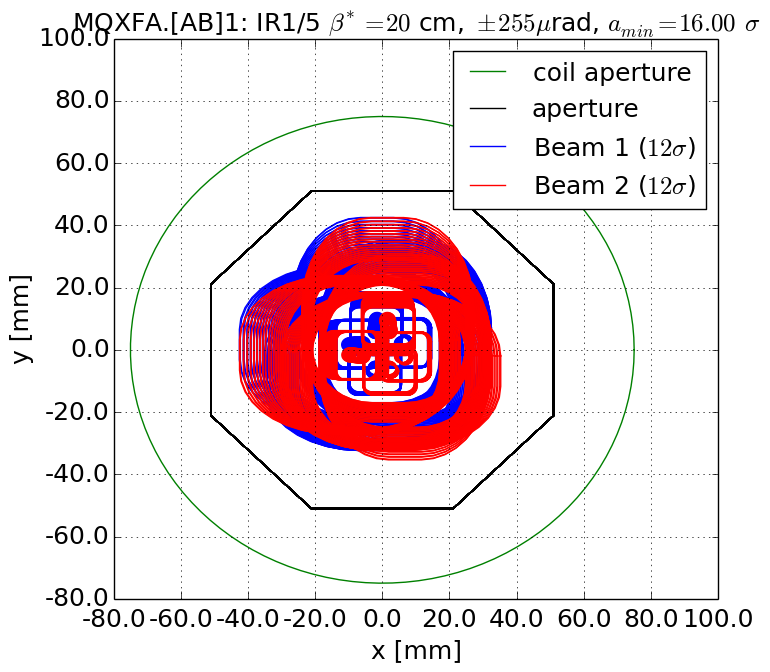 MQXFA.[AB]1: IR1/5 β* =20 cm, ±255μrad, a_min=16.00 σ
coil aperture
aperture
Beam 1 (12σ)
Beam 2 (12σ)
100.0
80.0
60.0
40.0
20.0
0.0
-20.0
-40.0
-60.0
-80.0
y [mm]
-80.0 -60.0 -40.0 -20.0 0.0 20.0 40.0 60.0 80.0 100.0
x [mm]